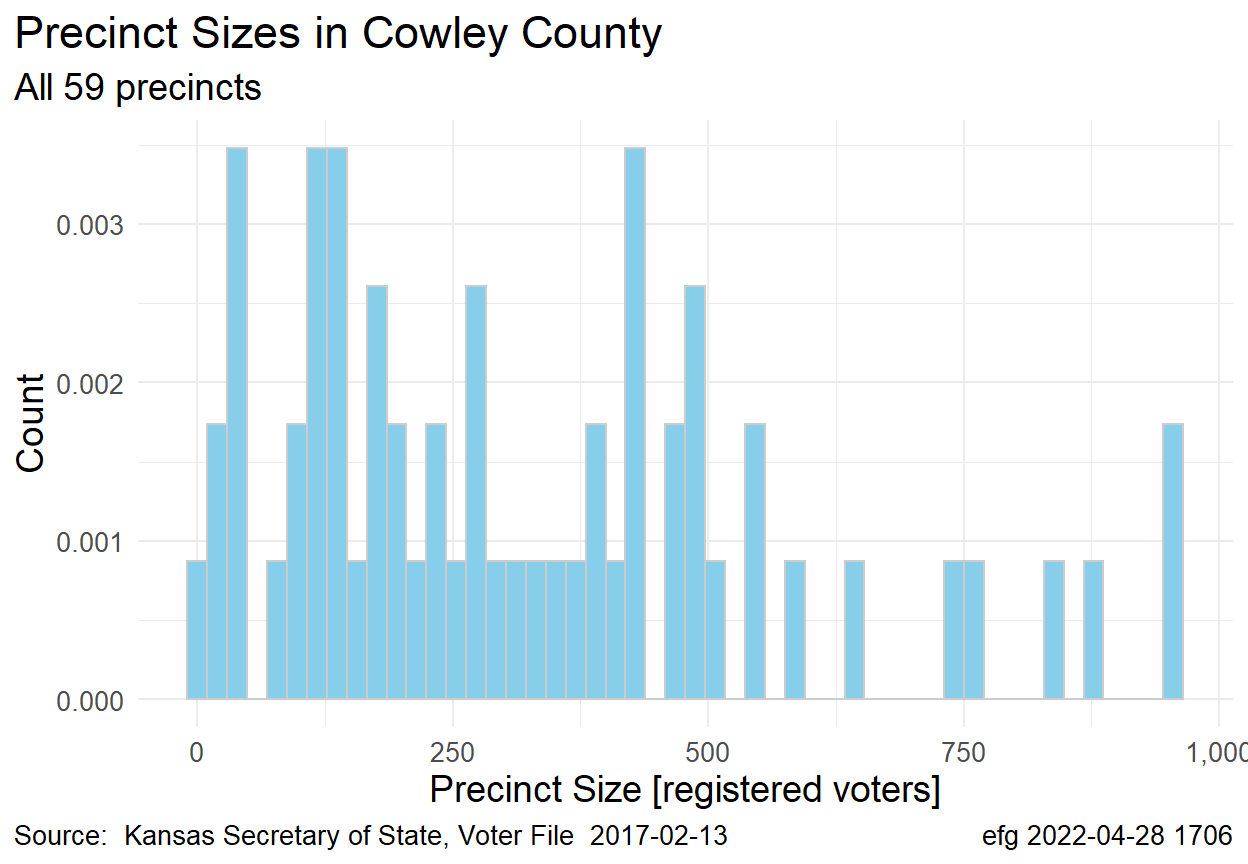 Precinct Sizes in Cowley County
All 59 precincts
0.003
0.002
0.001
0.000
Count
0 250 500 750 1,000
Precinct Size [registered voters]
Source:  Kansas Secretary of State, Voter File  2017-02-13 efg 2022-04-28 1706